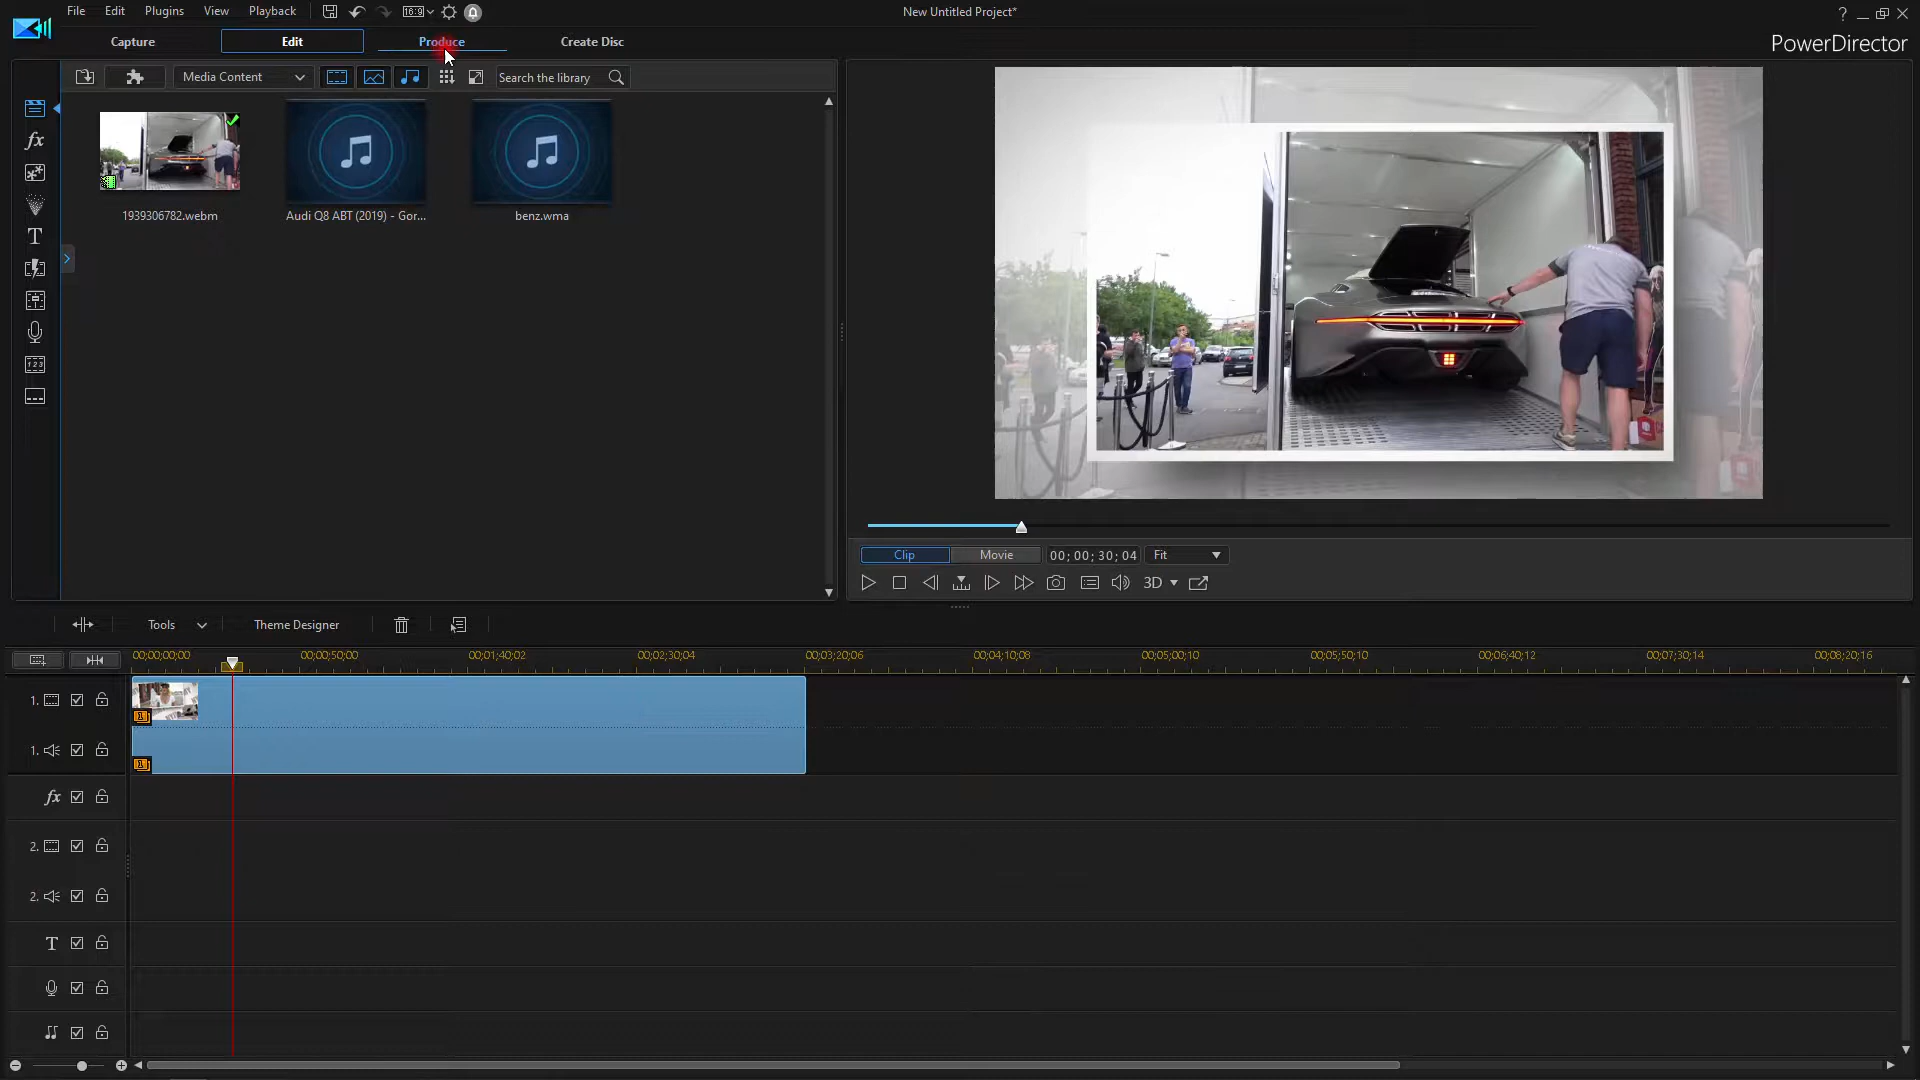 File Edit Plugins View Playback 16:9 New Untitled Project* ?
Capture Edit Produce Create Disc PowerDirector
Media Content Search the library
1939306782.webm Audi Q8 ABT (2019) - Gor... benz.wma
fx
T
Clip Movie 00; 00; 30; 04 Fit
3D
Tools Theme Designer
00;00;00;00 00;00;50;00 00;01;40;02 00;02;30;04 00;03;20;06 00;04;10;08 00;05;00;10 00;05;50;10 00;06;40;12 00;07;30;14 00;08;20;16
1.
1.
fx
2.
2.
T